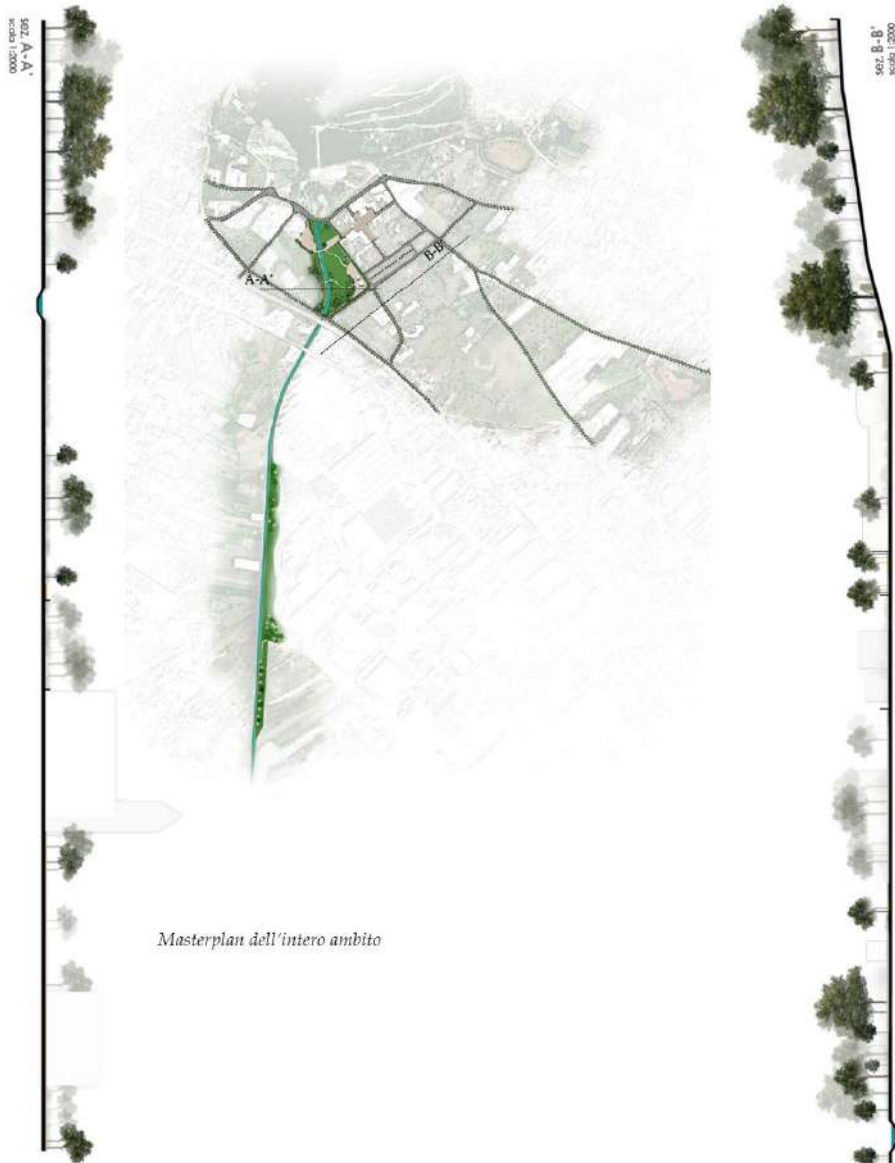 sez. A-A'
scala 1:2000
sez. B-B'
scala 1:2000
A-A'
B-B'
Masterplan dell'intero ambito